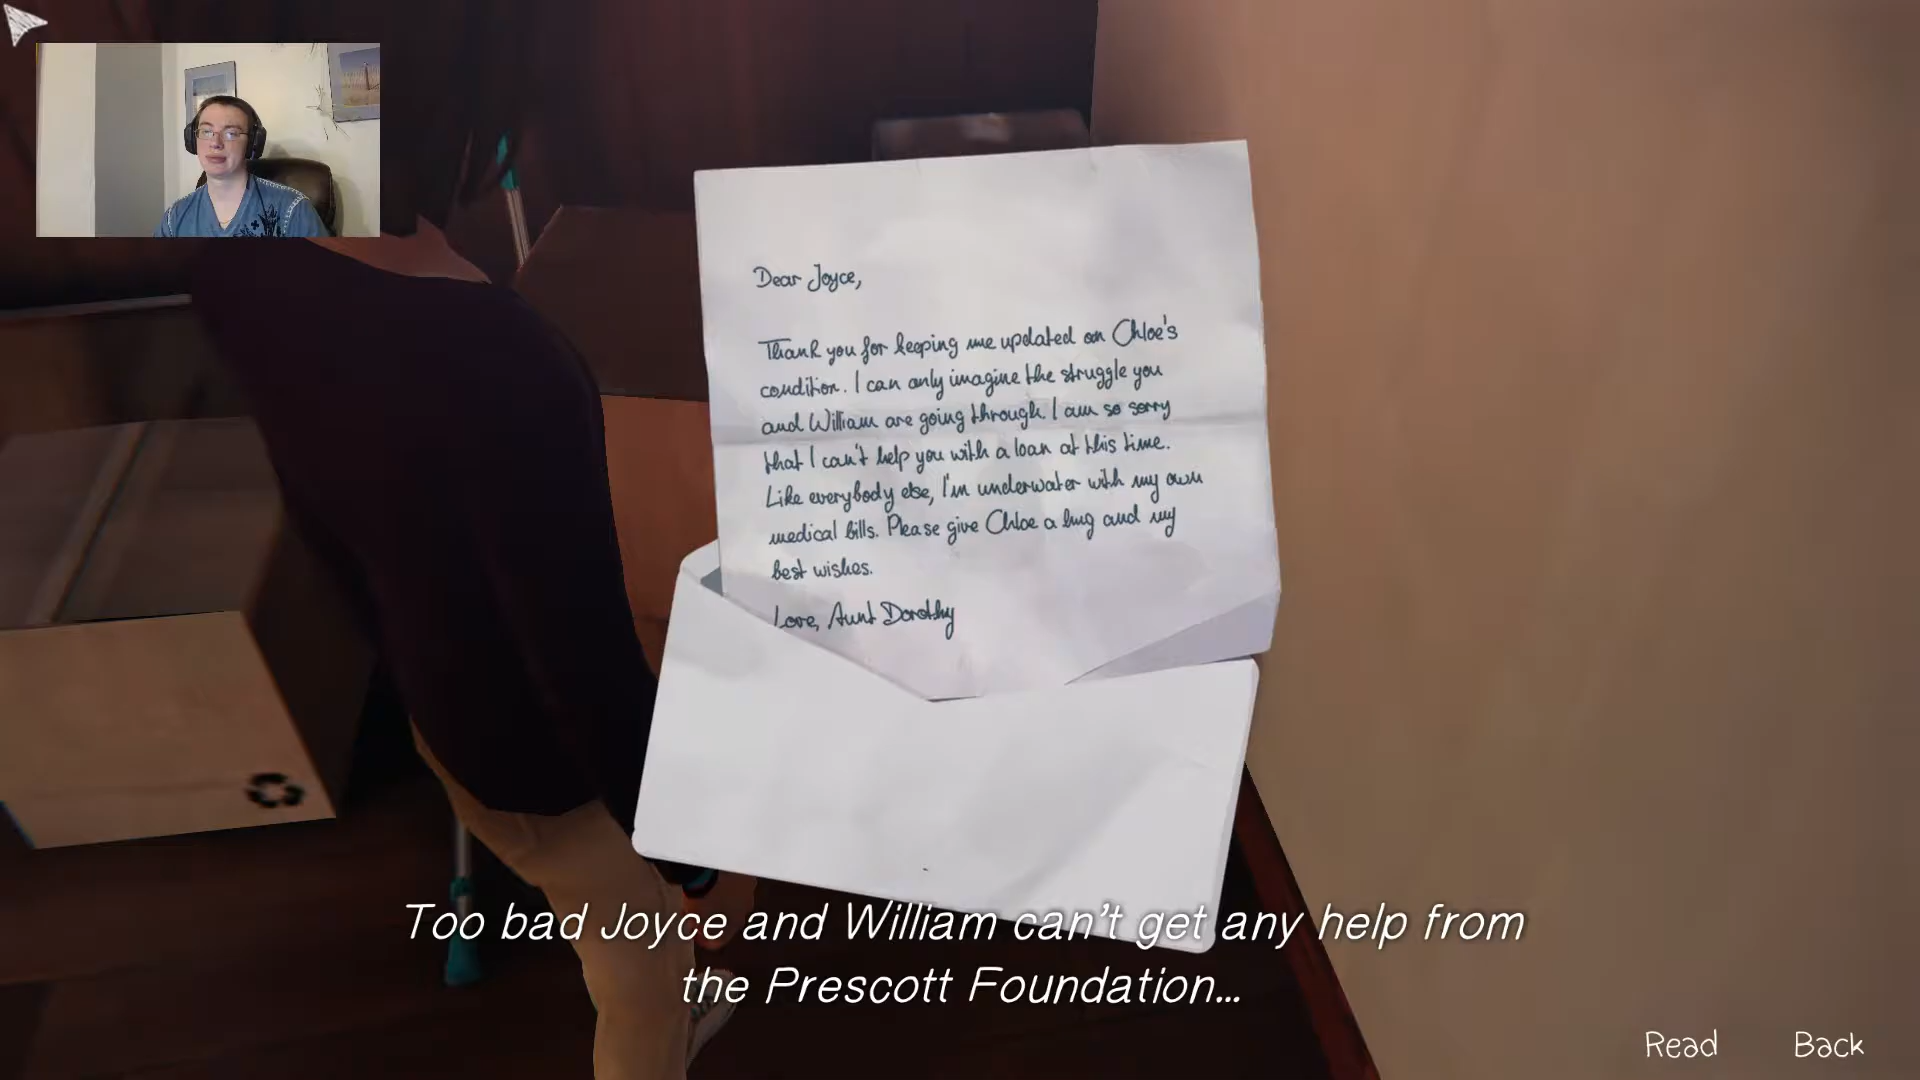 Dear Joyce,
Thank you for keeping me updated on Chloe's
condition. I can only imagine the struggle you
and William are going through. I am so sorry
that I can't help you with a loan at this time.
Like everybody else, I'm underwater with my own
medical bills. Please give Chloe a hug and my
best wishes.
Love, Aunt Dorothy
Too bad Joyce and William can't get any help from
the Prescott Foundation...
Read Back